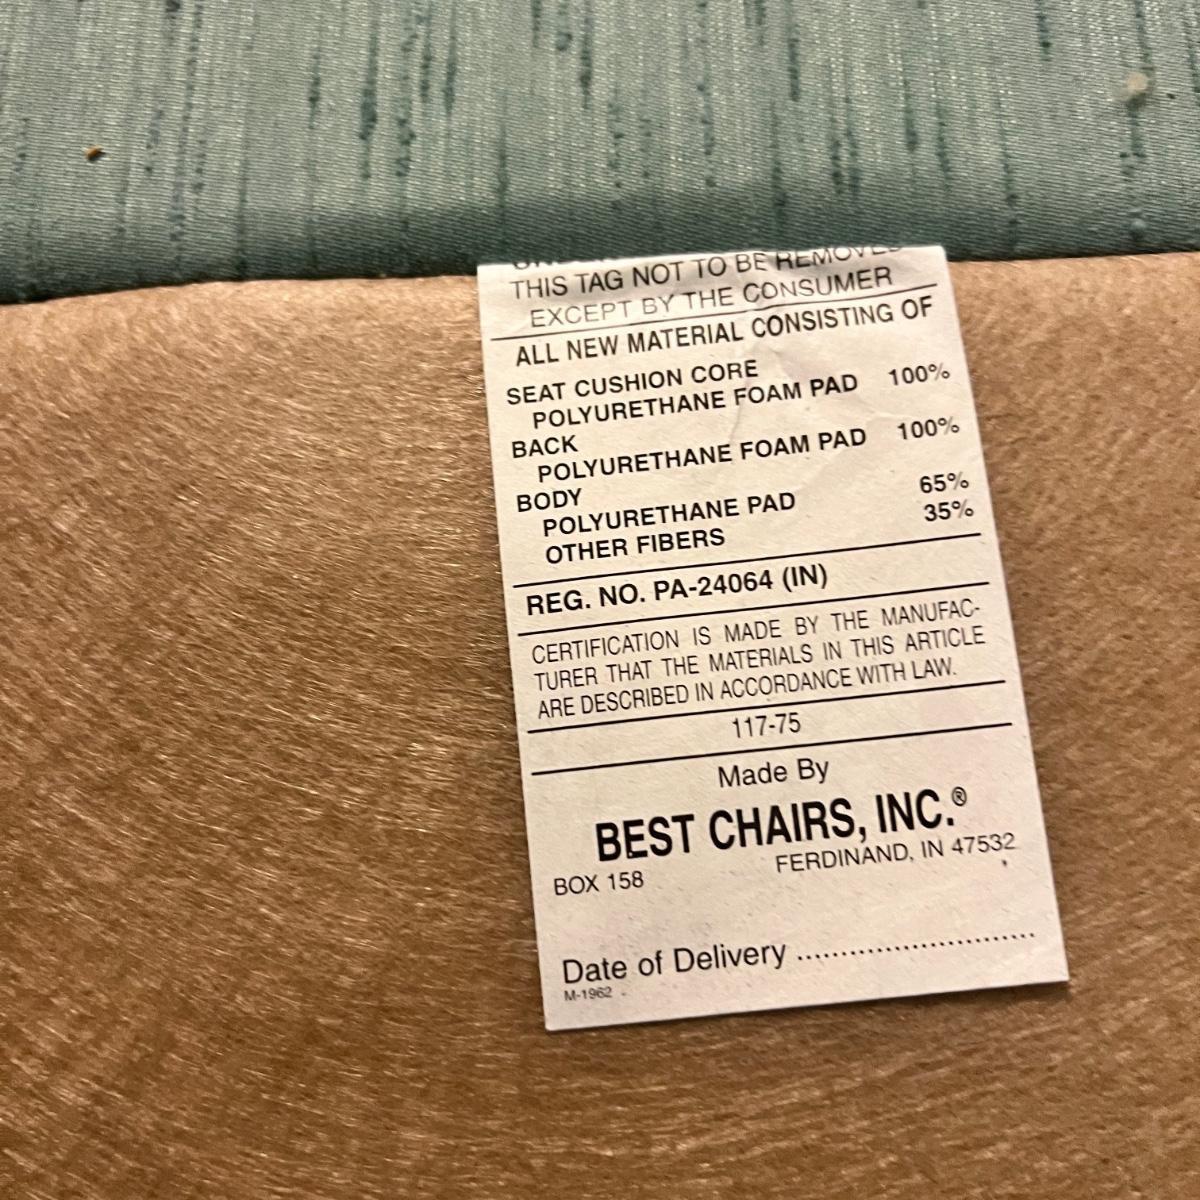 THIS TAG NOT TO BE REMOVED
EXCEPT BY THE CONSUMER
ALL NEW MATERIAL CONSISTING OF
SEAT CUSHION CORE
POLYURETHANE FOAM PAD 100%
BACK
POLYURETHANE FOAM PAD 100%
BODY
POLYURETHANE PAD 65%
OTHER FIBERS 35%
REG. NO. PA-24064 (IN)
CERTIFICATION IS MADE BY THE MANUFAC-
TURER THAT THE MATERIALS IN THIS ARTICLE
ARE DESCRIBED IN ACCORDANCE WITH LAW.
117-75
Made By
BEST CHAIRS, INC.®
BOX 158 FERDINAND, IN 47532
Date of Delivery ............................
M-1962